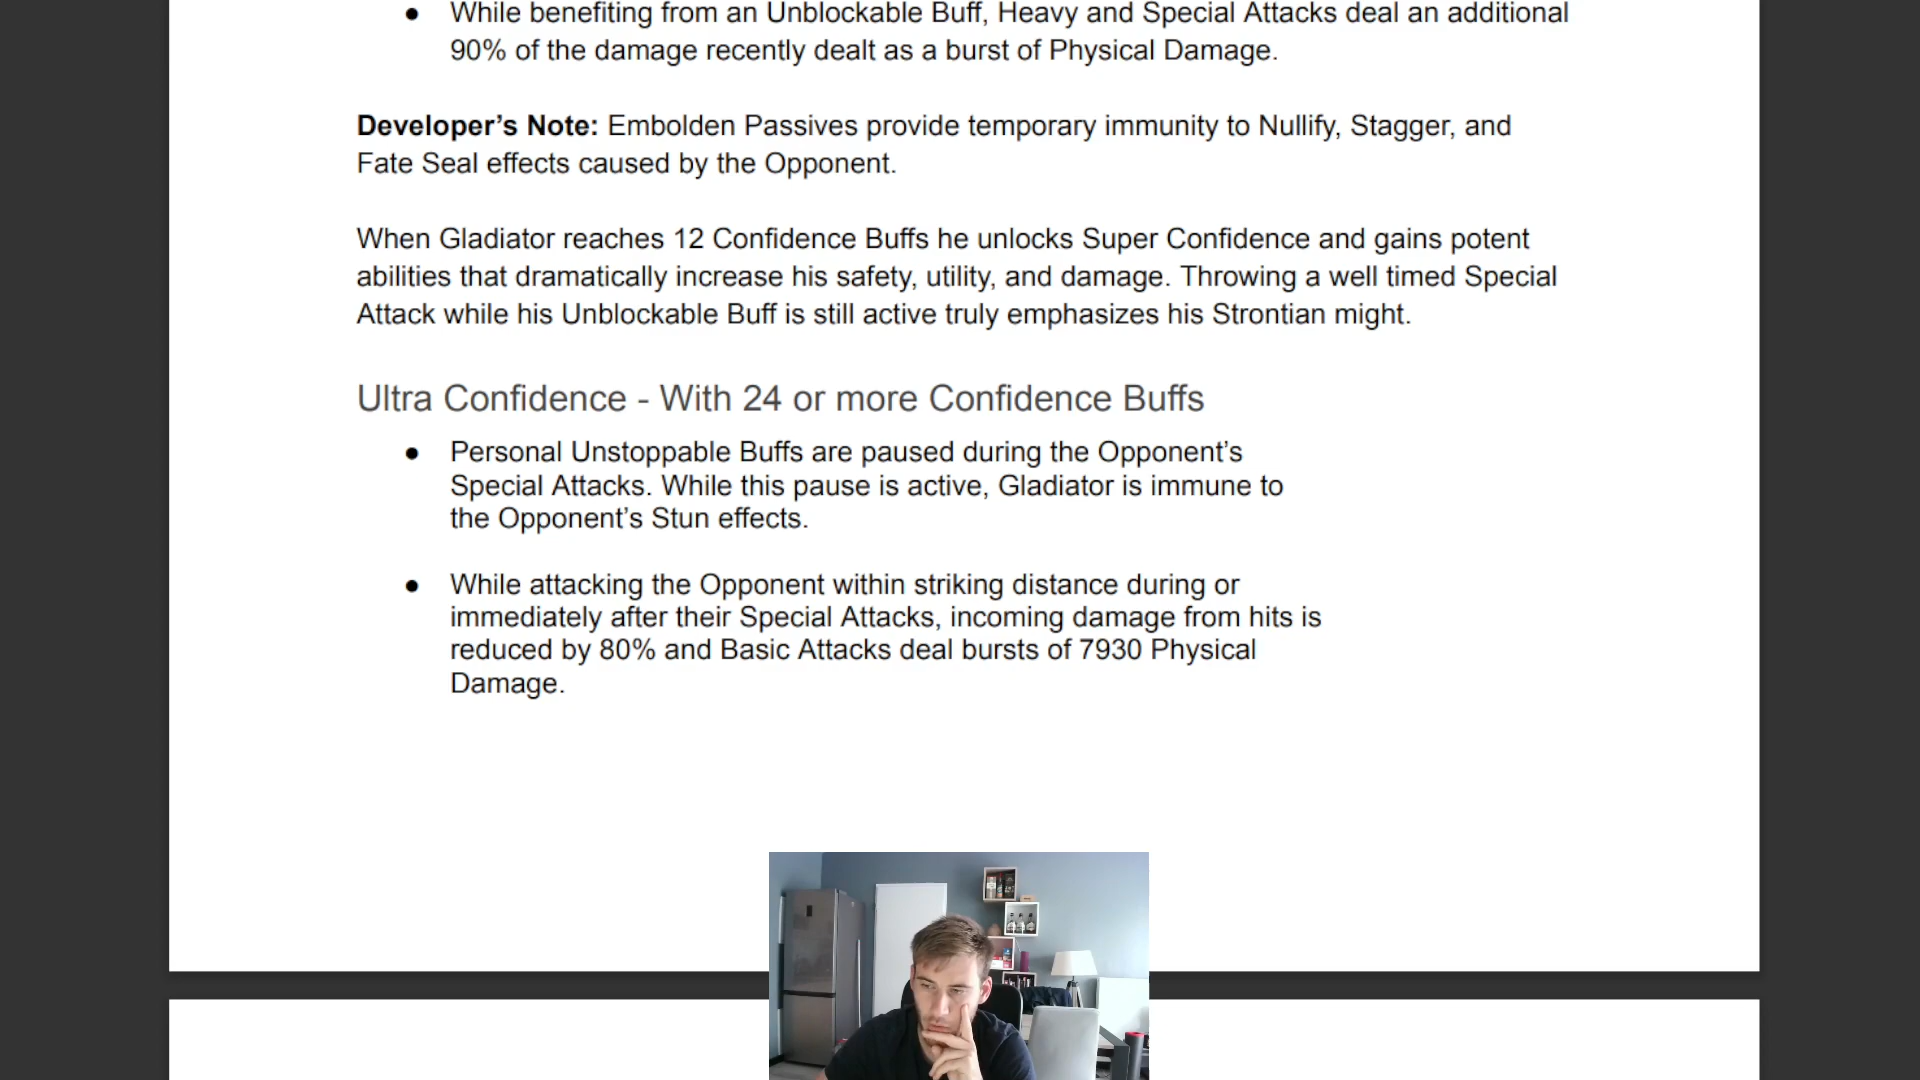 ● While benefiting from an Unblockable Buff, Heavy and Special Attacks deal an additional
90% of the damage recently dealt as a burst of Physical Damage.
Developer’s Note: Embolden Passives provide temporary immunity to Nullify, Stagger, and
Fate Seal effects caused by the Opponent.
When Gladiator reaches 12 Confidence Buffs he unlocks Super Confidence and gains potent
abilities that dramatically increase his safety, utility, and damage. Throwing a well timed Special
Attack while his Unblockable Buff is still active truly emphasizes his Strontian might.
Ultra Confidence - With 24 or more Confidence Buffs
● Personal Unstoppable Buffs are paused during the Opponent’s
Special Attacks. While this pause is active, Gladiator is immune to
the Opponent’s Stun effects.
● While attacking the Opponent within striking distance during or
immediately after their Special Attacks, incoming damage from hits is
reduced by 80% and Basic Attacks deal bursts of 7930 Physical
Damage.